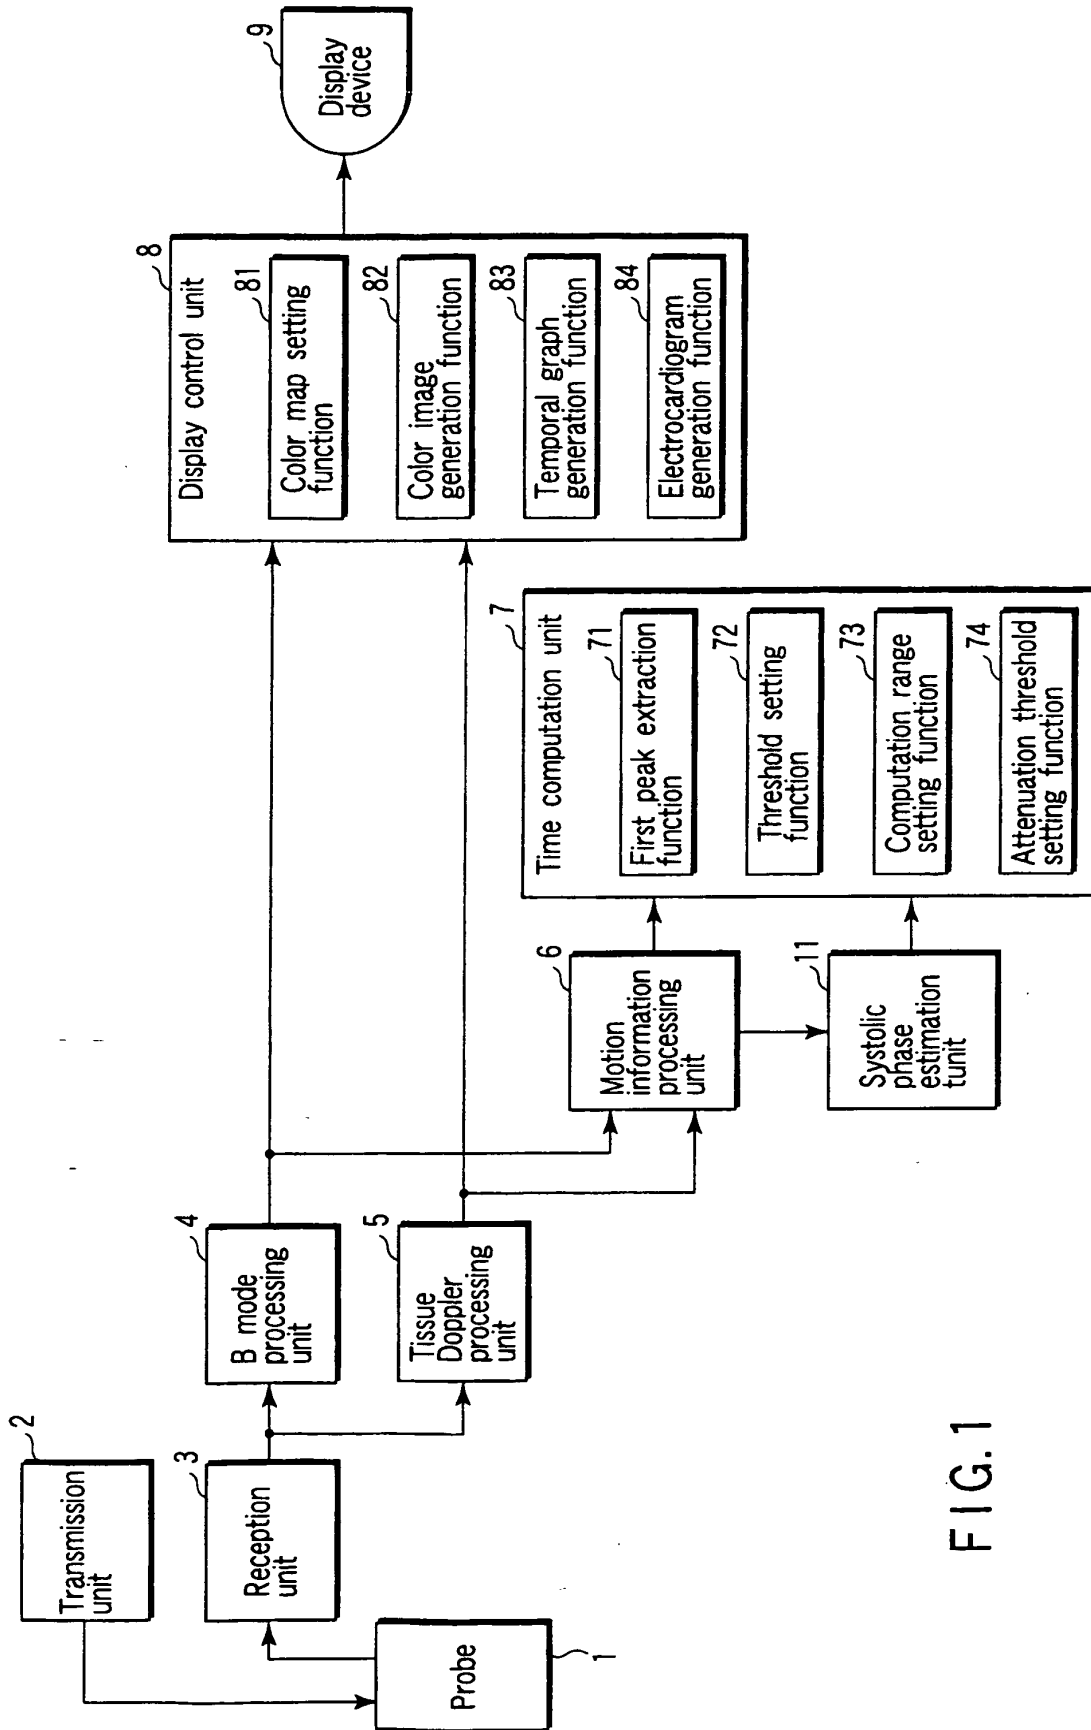 2
Transmission
unit
3
Reception
unit
Probe
1
4
B mode
processing
unit
5
Tissue
Doppler
processing
unit
6
Motion
information
processing
unit
11
Systolic
phase
estimation
tunit
7
Time computation unit
71
First peak extraction
function
72
Threshold setting
function
73
Computation range
setting function
74
Attenuation threshold
setting function
8
Display control unit
81
Color map setting
function
82
Color image
generation function
83
Temporal graph
generation function
84
Electrocardiogram
generation function
9
Display
device
FIG. 1